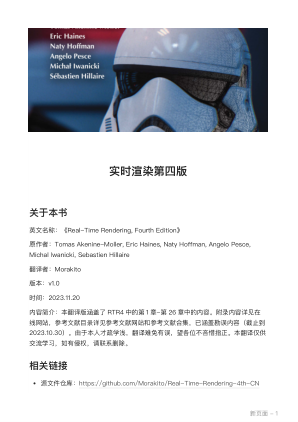 Eric Haines
Naty Hoffman
Angelo Pesce
Michał Iwanicki
Sébastien Hillaire
实时渲染第四版
关于本书
英文名称：《Real-Time Rendering, Fourth Edition》
原作者：Tomas Akenine-Moller, Eric Haines, Naty Hoffman, Angelo Pesce,
Michal Iwanicki, Sebastien Hillaire
翻译者：Morakito
版本：v1.0
时间：2023.11.20
内容简介：本翻译版涵盖了 RTR4 中的第 1 章~第 26 章中的内容。附录内容详见在
线网站，参考文献目录详见参考文献网站和参考文献合集，已涵盖勘误内容（截止到
2023.10.30）。由于本人才疏学浅，翻译难免有误，望各位不吝惜指正。本翻译仅供
交流学习，如有侵权，请联系删除。
相关链接
• 源文件仓库：https://github.com/Morakito/Real-Time-Rendering-4th-CN
扉页面 - 1